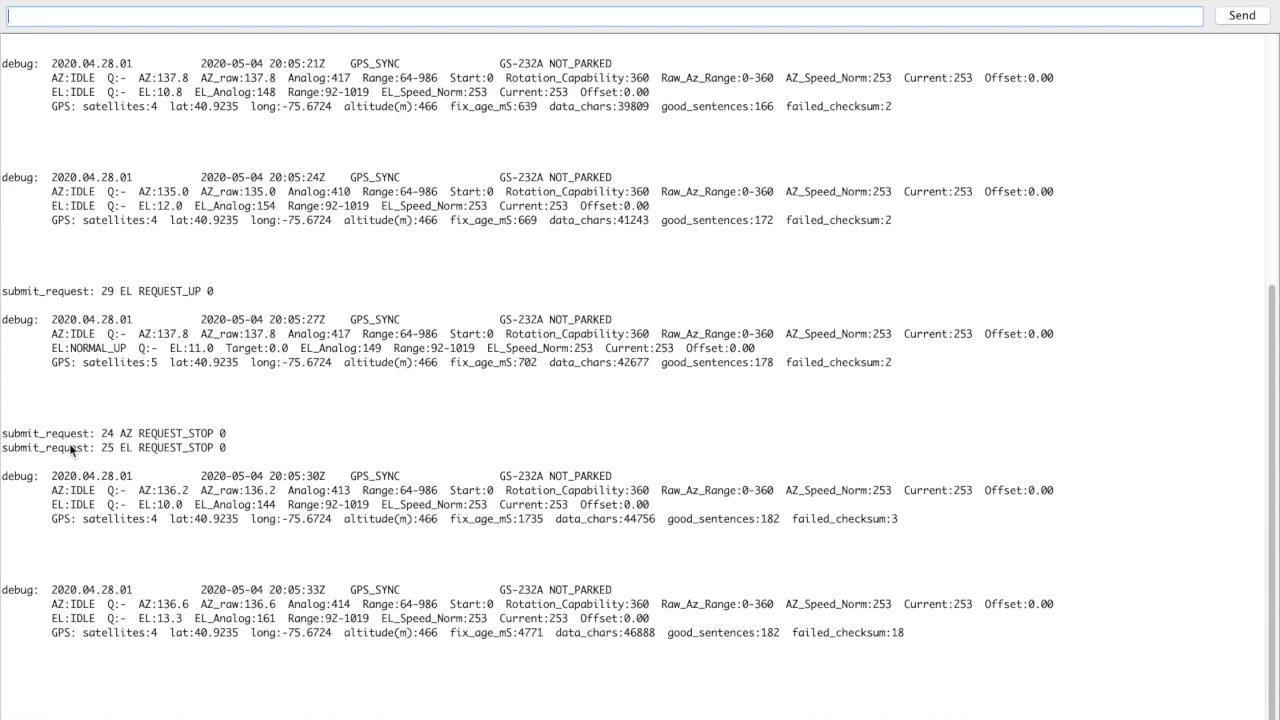 Send
debug:  2020.04.28.01           2020-05-04 20:05:21Z    GPS_SYNC                GS-232A NOT_PARKED
        AZ:IDLE  Q:-  AZ:137.8  AZ_raw:137.8  Analog:417  Range:64-986  Start:0  Rotation_Capability:360  Raw_Az_Range:0-360  AZ_Speed_Norm:253  Current:253  Offset:0.00
        EL:IDLE  Q:-  EL:10.8  EL_Analog:148  Range:92-1019  EL_Speed_Norm:253  Current:253  Offset:0.00
        GPS: satellites:4  lat:40.9235  long:-75.6724  altitude(m):466  fix_age_mS:639  data_chars:39809  good_sentences:166  failed_checksum:2
debug:  2020.04.28.01           2020-05-04 20:05:24Z    GPS_SYNC                GS-232A NOT_PARKED
        AZ:IDLE  Q:-  AZ:135.0  AZ_raw:135.0  Analog:410  Range:64-986  Start:0  Rotation_Capability:360  Raw_Az_Range:0-360  AZ_Speed_Norm:253  Current:253  Offset:0.00
        EL:IDLE  Q:-  EL:12.0  EL_Analog:154  Range:92-1019  EL_Speed_Norm:253  Current:253  Offset:0.00
        GPS: satellites:4  lat:40.9235  long:-75.6724  altitude(m):466  fix_age_mS:669  data_chars:41243  good_sentences:172  failed_checksum:2
submit_request: 29 EL REQUEST_UP 0
debug:  2020.04.28.01           2020-05-04 20:05:27Z    GPS_SYNC                GS-232A NOT_PARKED
        AZ:IDLE  Q:-  AZ:137.8  AZ_raw:137.8  Analog:417  Range:64-986  Start:0  Rotation_Capability:360  Raw_Az_Range:0-360  AZ_Speed_Norm:253  Current:253  Offset:0.00
        EL:NORMAL_UP  Q:-  EL:11.0  Target:0.0  EL_Analog:149  Range:92-1019  EL_Speed_Norm:253  Current:253  Offset:0.00
        GPS: satellites:5  lat:40.9235  long:-75.6724  altitude(m):466  fix_age_mS:702  data_chars:42677  good_sentences:178  failed_checksum:2
submit_request: 24 AZ REQUEST_STOP 0
submit_request: 25 EL REQUEST_STOP 0
debug:  2020.04.28.01           2020-05-04 20:05:30Z    GPS_SYNC                GS-232A NOT_PARKED
        AZ:IDLE  Q:-  AZ:136.2  AZ_raw:136.2  Analog:413  Range:64-986  Start:0  Rotation_Capability:360  Raw_Az_Range:0-360  AZ_Speed_Norm:253  Current:253  Offset:0.00
        EL:IDLE  Q:-  EL:10.0  EL_Analog:144  Range:92-1019  EL_Speed_Norm:253  Current:253  Offset:0.00
        GPS: satellites:4  lat:40.9235  long:-75.6724  altitude(m):466  fix_age_mS:1735  data_chars:44756  good_sentences:182  failed_checksum:3
debug:  2020.04.28.01           2020-05-04 20:05:33Z    GPS_SYNC                GS-232A NOT_PARKED
        AZ:IDLE  Q:-  AZ:136.6  AZ_raw:136.6  Analog:414  Range:64-986  Start:0  Rotation_Capability:360  Raw_Az_Range:0-360  AZ_Speed_Norm:253  Current:253  Offset:0.00
        EL:IDLE  Q:-  EL:13.3  EL_Analog:161  Range:92-1019  EL_Speed_Norm:253  Current:253  Offset:0.00
        GPS: satellites:4  lat:40.9235  long:-75.6724  altitude(m):466  fix_age_mS:4771  data_chars:46888  good_sentences:182  failed_checksum:18